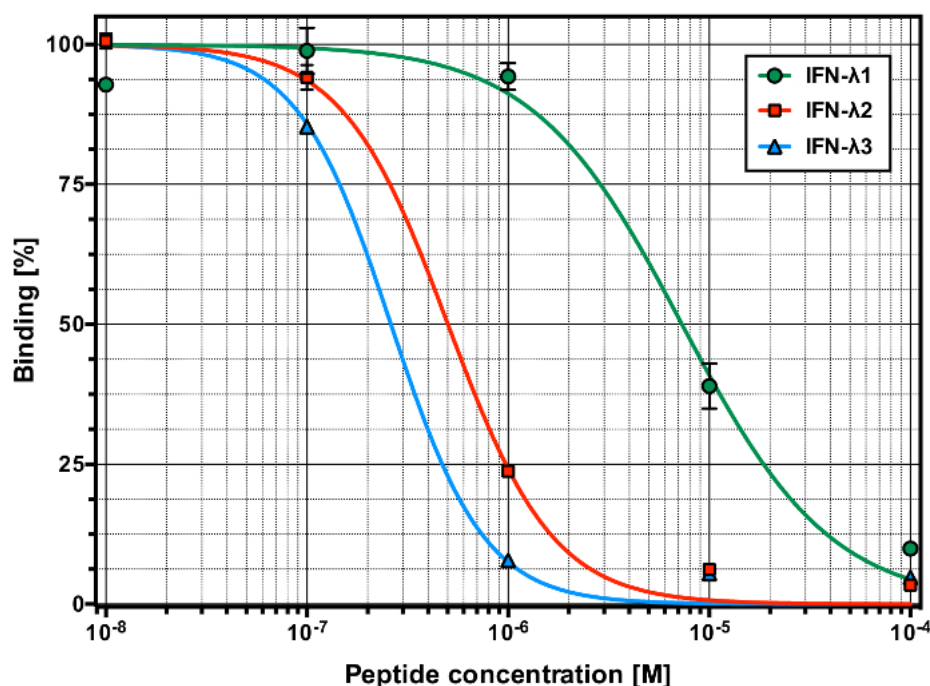 100
75
50
25
0
Binding [%]
IFN-λ1
IFN-λ2
IFN-λ3
10⁻⁸
10⁻⁷
10⁻⁶
10⁻⁵
10⁻⁴
Peptide concentration [M]